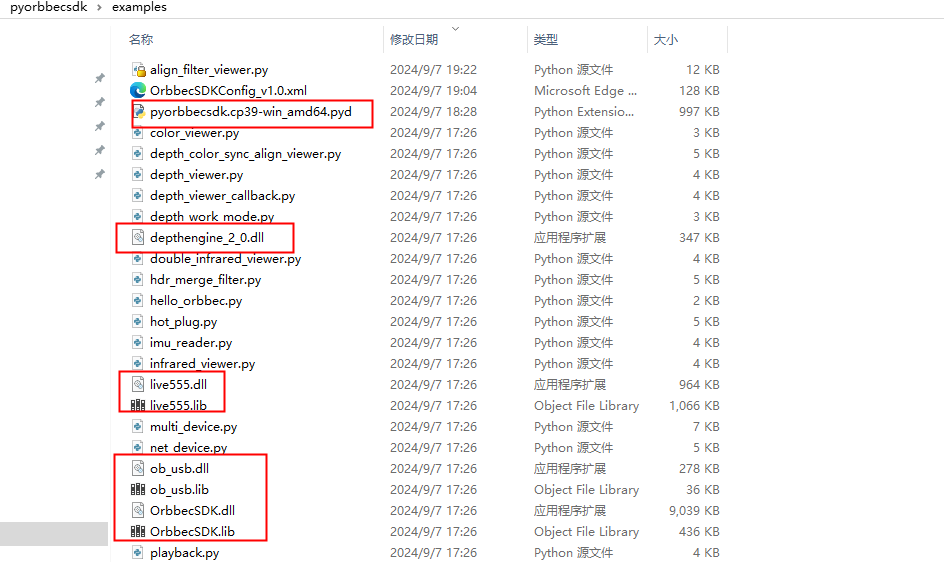 pyorbbecsdk > examples
名称 修改日期 类型 大小
align_filter_viewer.py 2024/9/7 19:22 Python 源文件 12 KB
OrbbecSDKConfig_v1.0.xml 2024/9/7 19:04 Microsoft Edge ... 128 KB
pyorbbecsdk.cp39-win_amd64.pyd 2024/9/7 18:28 Python Extensio... 997 KB
color_viewer.py 2024/9/7 17:26 Python 源文件 3 KB
depth_color_sync_align_viewer.py 2024/9/7 17:26 Python 源文件 5 KB
depth_viewer.py 2024/9/7 17:26 Python 源文件 4 KB
depth_viewer_callback.py 2024/9/7 17:26 Python 源文件 4 KB
depth_work_mode.py 2024/9/7 17:26 Python 源文件 3 KB
depthengine_2_0.dll 2024/9/7 17:26 应用程序扩展 347 KB
double_infrared_viewer.py 2024/9/7 17:26 Python 源文件 4 KB
hdr_merge_filter.py 2024/9/7 17:26 Python 源文件 5 KB
hello_orbbec.py 2024/9/7 17:26 Python 源文件 2 KB
hot_plug.py 2024/9/7 17:26 Python 源文件 5 KB
imu_reader.py 2024/9/7 17:26 Python 源文件 4 KB
infrared_viewer.py 2024/9/7 17:26 Python 源文件 4 KB
live555.dll 2024/9/7 17:26 应用程序扩展 964 KB
live555.lib 2024/9/7 17:26 Object File Library 1,066 KB
multi_device.py 2024/9/7 17:26 Python 源文件 7 KB
net_device.py 2024/9/7 17:26 Python 源文件 5 KB
ob_usb.dll 2024/9/7 17:26 应用程序扩展 278 KB
ob_usb.lib 2024/9/7 17:26 Object File Library 36 KB
OrbbecSDK.dll 2024/9/7 17:26 应用程序扩展 9,039 KB
OrbbecSDK.lib 2024/9/7 17:26 Object File Library 436 KB
playback.py 2024/9/7 17:26 Python 源文件 4 KB